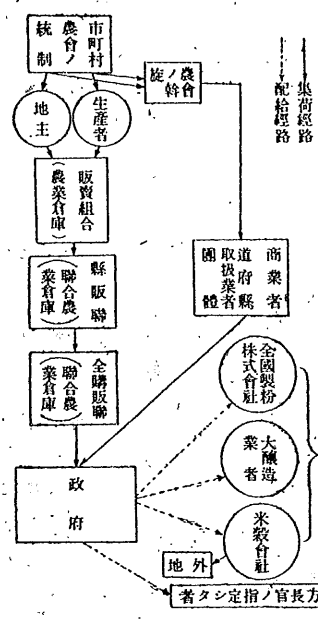 集荷經路
配給經路
市町村
農會ノ
統制
農會
ノ斡
旋
生產者
地主
販賣組合
(農業倉庫)
商業者
道府縣
取扱業者
團體
縣販聯
(聯合農
業倉庫)
全購販聯
(聯合農
業倉庫)
全國製粉
株式會社
大釀造
業者
政府
米穀會社
外地
方長官ノ指定シタ者